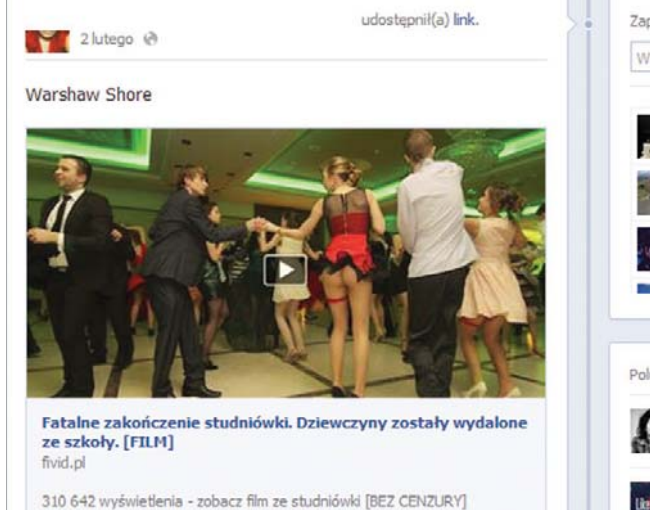 udostępnił(a) link.
2 lutego
Warshaw Shore
Fatalne zakończenie studniówki. Dziewczyny zostały wydalone
ze szkoły. [FILM]
fivid.pl
310 642 wyświetlenia - zobacz film ze studniówki [BEZ CENZURY]
Zap
W